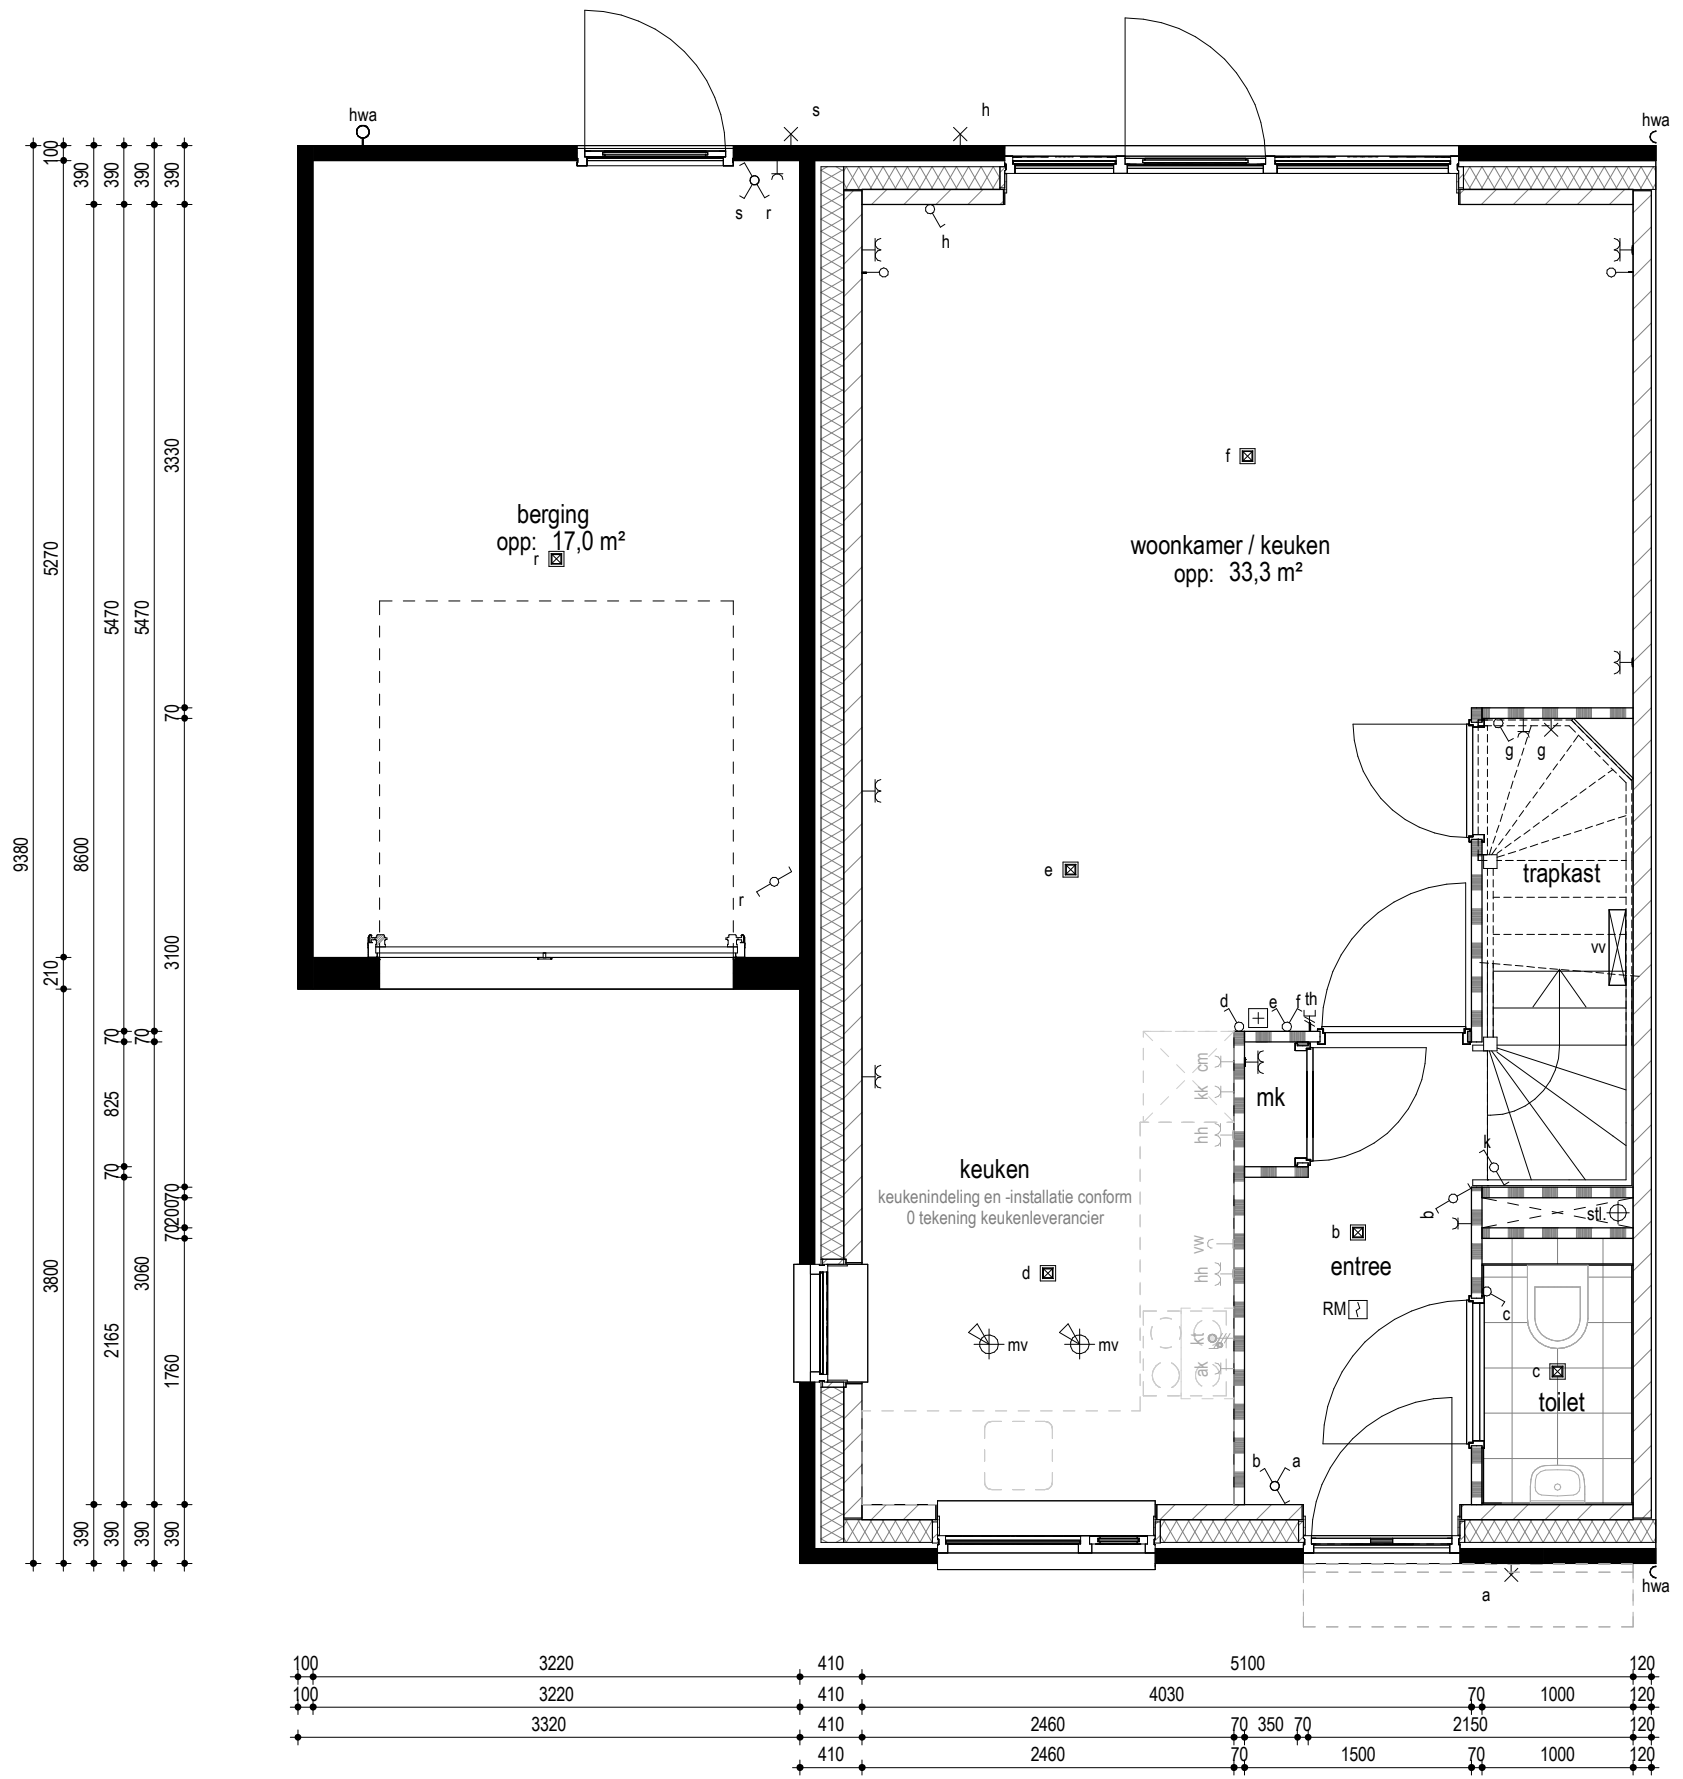 hwa
s
h
hwa
s r
h
f
berging
opp: 17,0 m²
r
woonkamer / keuken
opp: 33,3 m²
g g
e
trapkast
r
vv
d
e
f
th
cm
kk
mk
hh
k
keuken
keukenindeling en -installatie conform
0 tekening keukenleverancier
b
stl.
vw
b
hh
d
entree
RM
c
mv
mv
kt
ak
c
toilet
b
a
hwa
a
100
390
390
390
390
3330
5270
5470
5470
70
9380
8600
3100
210
70
70
825
70
70
200
70
3800
3060
2165
1760
390
390
390
390
100 3220 410 5100 120
100 3220 410 4030 70 1000 120
3320 410 2460 70 350 70 2150 120
410 2460 70 1500 70 1000 120